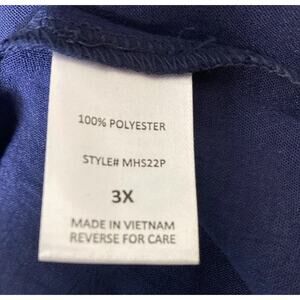 100% POLYESTER
STYLE# MHS22P
3X
MADE IN VIETNAM
REVERSE FOR CARE